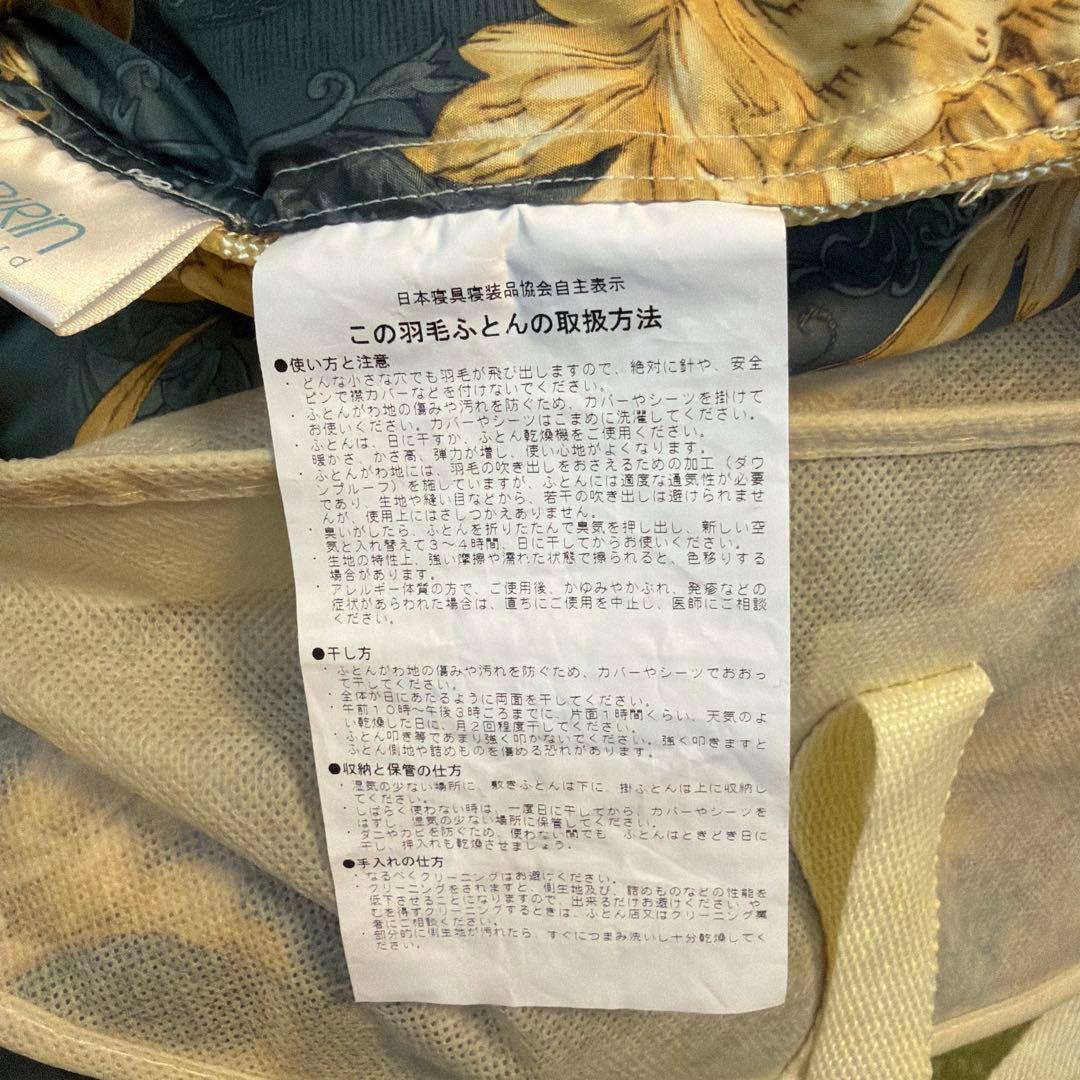 日本寝具寝装品協会自主表示
この羽毛ふとんの取扱方法
●使い方と注意
・どんな小さな穴でも羽毛が飛び出しますので、絶対に針や、安全
ピンで襟カバーなどを付けないでください。
・ふとんがわ地の傷みや汚れを防ぐため、カバーやシーツを掛けて
お使いください。カバーやシーツはこまめに洗濯してください。
・ふとんは、日に干すか、ふとん乾燥機をご使用ください。
暖かさ、かさ高、弾力が増し、使い心地がよくなります。
・ふとんがわ地には、羽毛の吹き出しをおさえるための加工（ダウ
ンプルーフ）を施していますが、ふとんには適度な通気性が必要
であり、生地や縫い目などから、若干の吹き出しは避けられませ
んが、使用上にはさしつかえありません。
・臭いがしたら、ふとんを折りたたんで臭気を押し出し、新しい空
気と入れ替えて３～４時間、日に干してからお使いください。
・生地の特性上、強い摩擦や濡れた状態で擦られると、色移りする
場合があります。
・アレルギー体質の方で、ご使用後、かゆみやかぶれ、発疹などの
症状があらわれた場合は、直ちにご使用を中止し、医師にご相談
ください。
●干し方
・ふとんがわ地の傷みや汚れを防ぐため、カバーやシーツでおおっ
て干してください。
・全体が日にあたるように両面を干してください。
・午前１０時～午後３時ころまでに、片面１時間くらい、天気のよ
い乾燥した日に、月２回程度干してください。
・ふとん叩き等であまり強く叩かないでください。強く叩きますと
ふとん側地や詰めものを傷める恐れがあります。
●収納と保管の仕方
・湿気の少ない場所に、敷きふとんは下に、掛ふとんは上に収納し
てください。
・しばらく使わない時は、一度日に干してから、カバーやシーツを
はずし、湿気の少ない場所に保管してください。
・ダニやカビを防ぐため、使わない間でも、ふとんはときどき日に
干し、押入れも乾燥させましょう。
●手入れの仕方
・なるべくクリーニングはお避けください。
・クリーニングをされますと、側生地及び、詰めものなどの性能を
低下させることになりますので、出来るだけお避けください。や
むを得ずクリーニングするときは、ふとん店又はクリーニング業
者にご相談ください。
・部分的に側生地が汚れたら、すぐにつまみ洗いし十分乾燥してく
ださい。